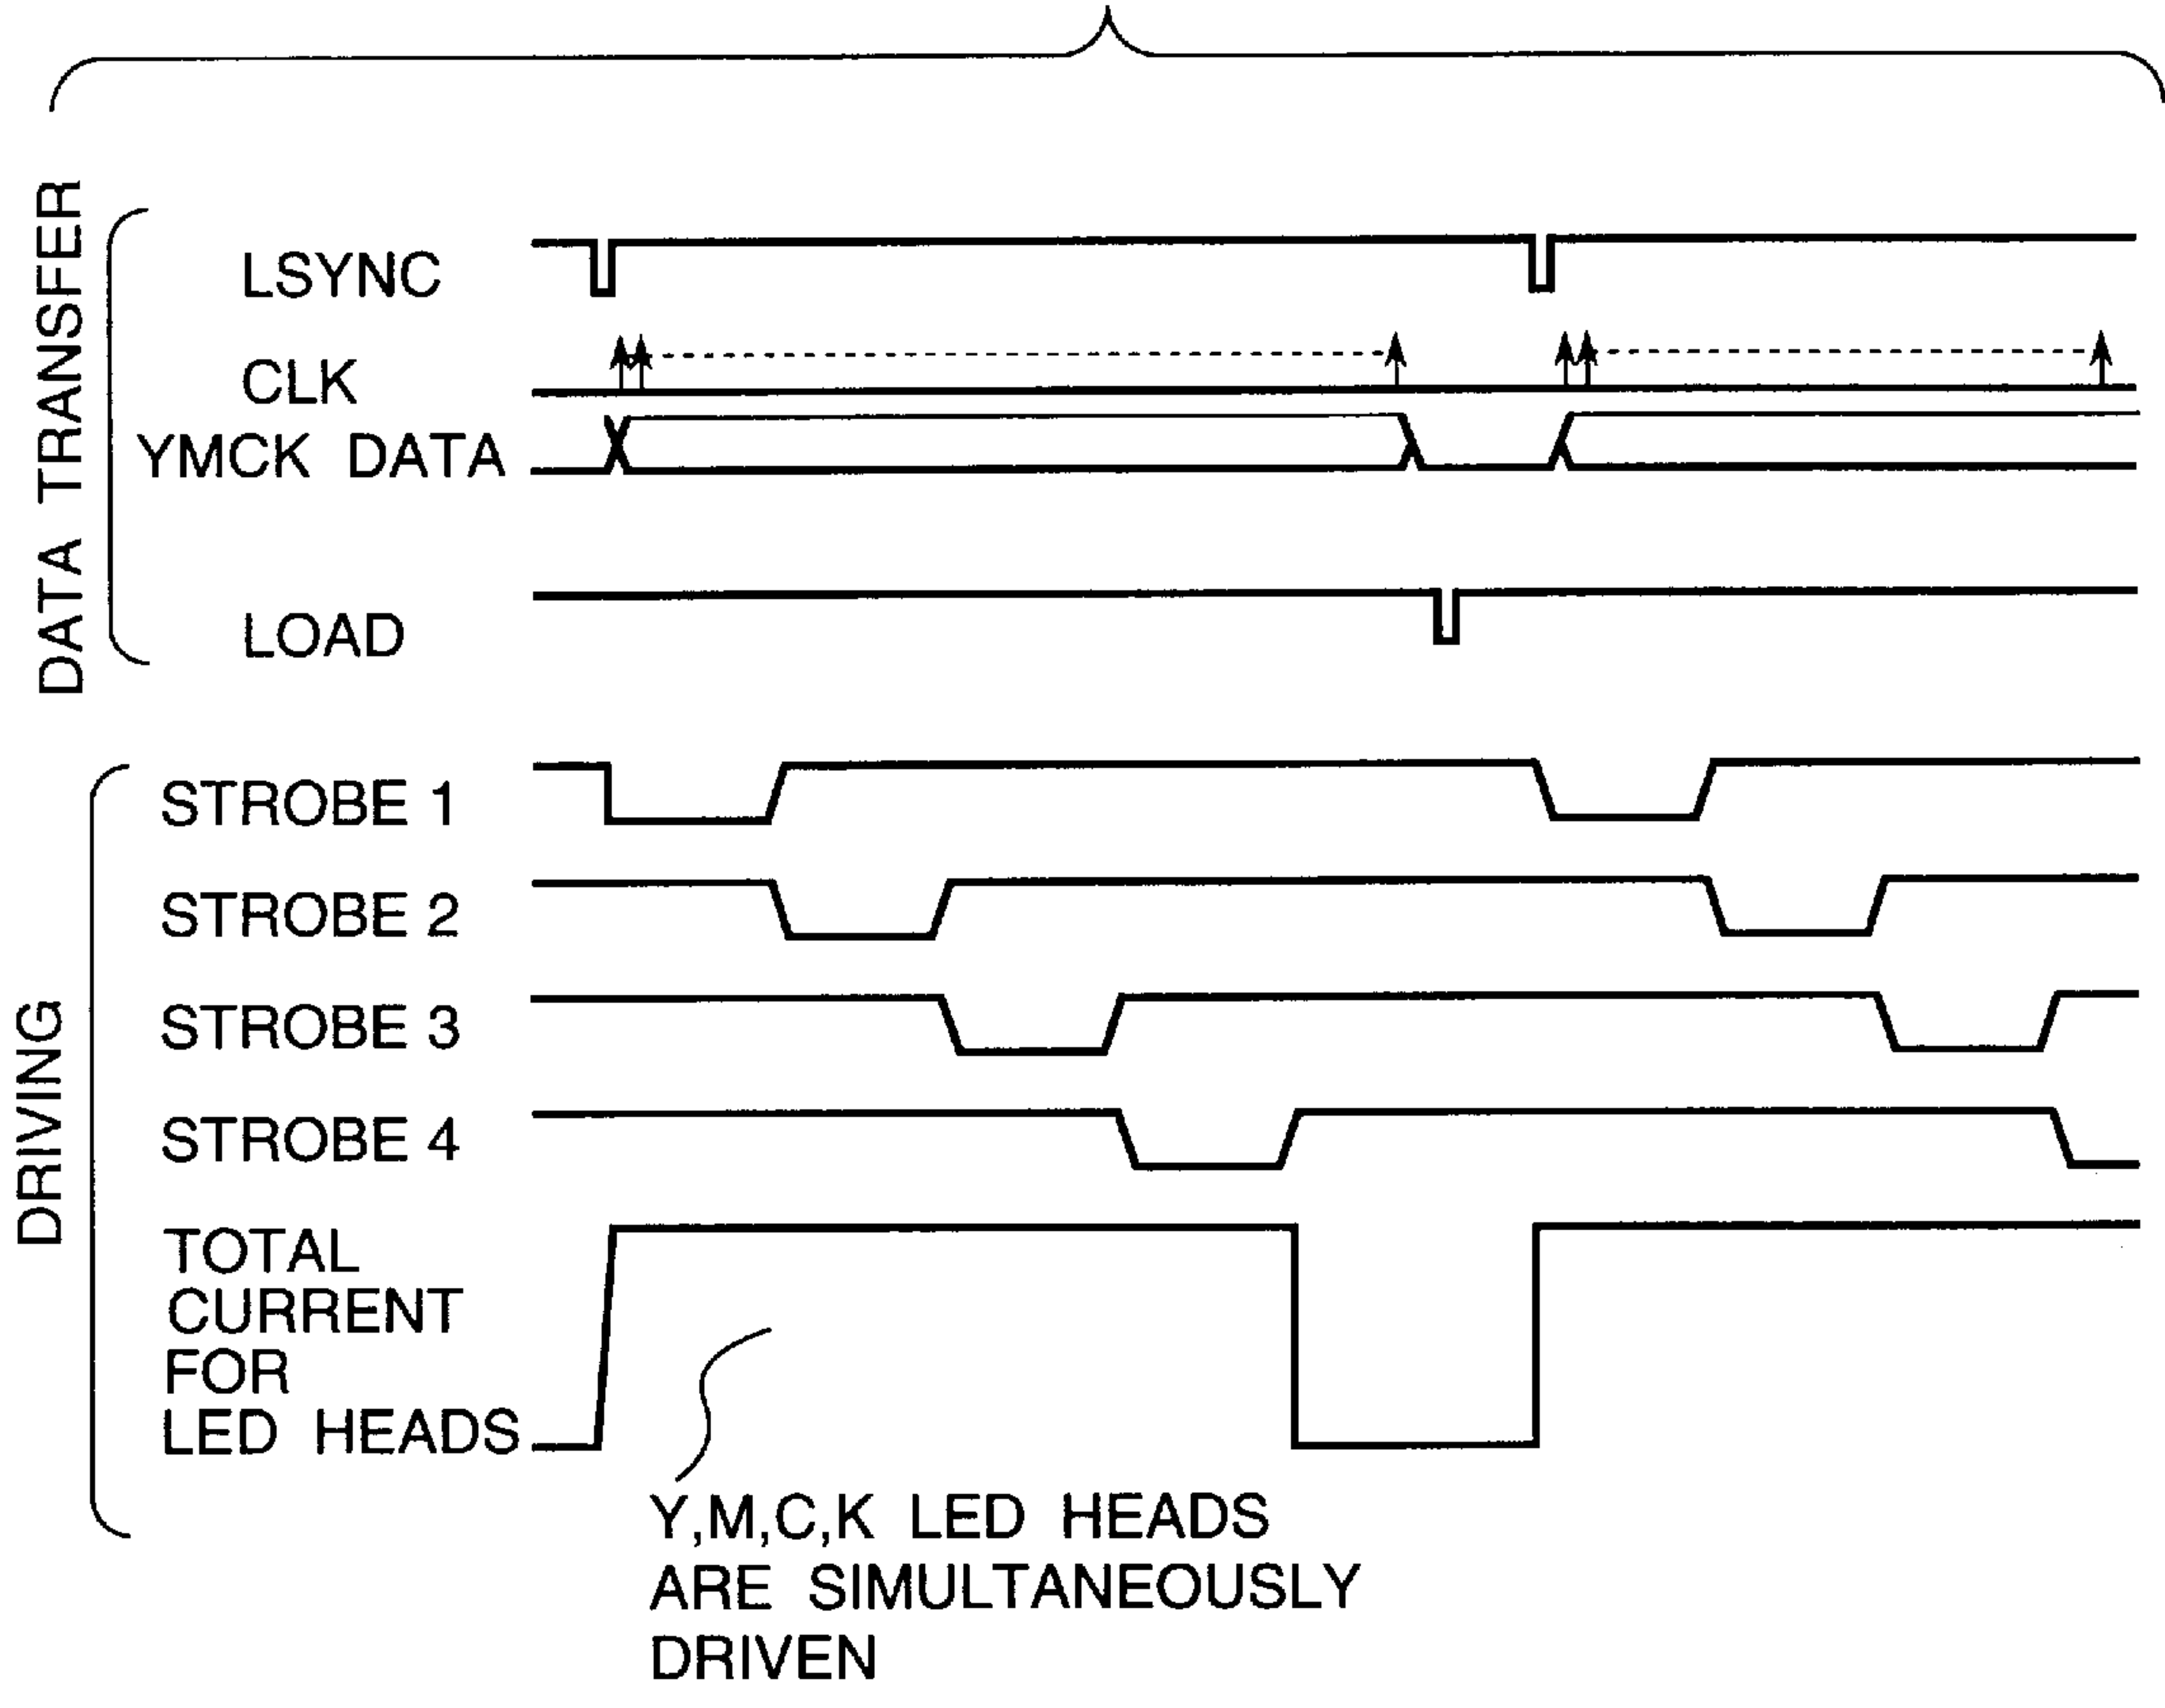 DATA TRANSFER
LSYNC
CLK
YMCK DATA
LOAD
DRIVING
STROBE 1
STROBE 2
STROBE 3
STROBE 4
TOTAL
CURRENT
FOR
LED HEADS
Y,M,C,K LED HEADS
ARE SIMULTANEOUSLY
DRIVEN